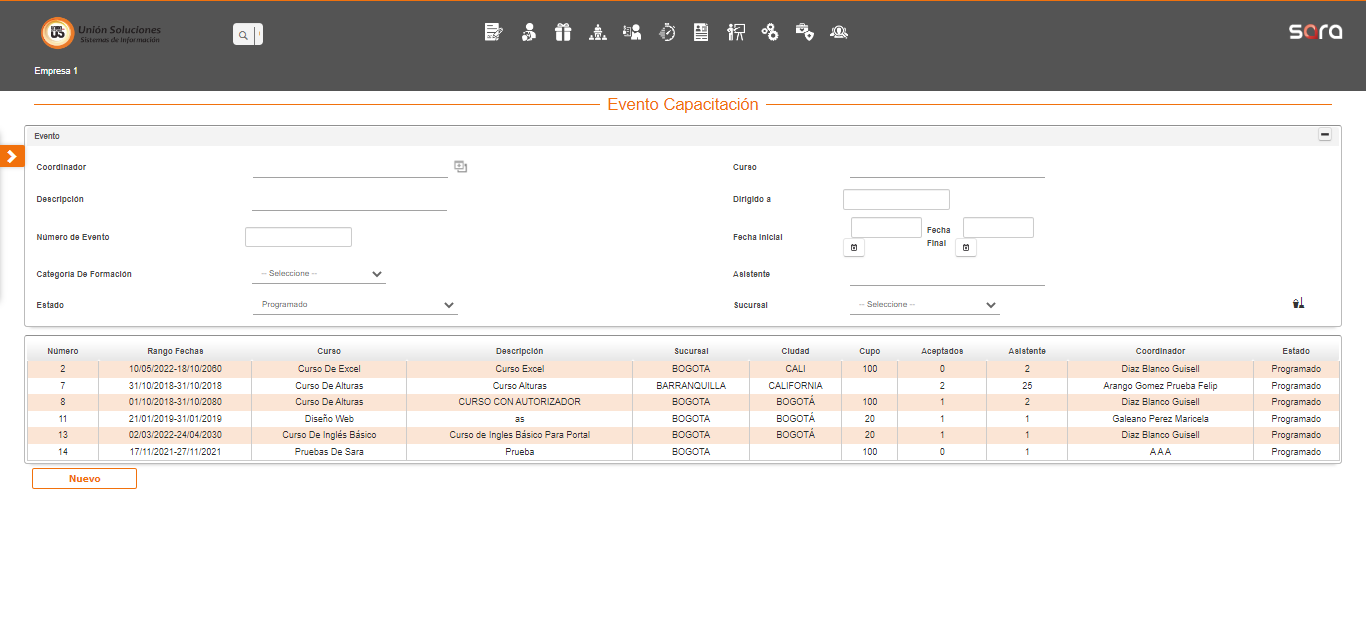 Unión Soluciones
Sistemas de Información
sara
Empresa 1
Evento Capacitación
Evento
Coordinador
Curso
Descripción
Dirigido a
Número de Evento
Fecha Inicial
Fecha Final
Categoría De Formación
-- Seleccione --
Asistente
Estado
Programado
Sucursal
-- Seleccione --
Número Rango Fechas Curso Descripción Sucursal Ciudad Cupo Aceptados Asistente Coordinador Estado
2 10/05/2022-18/10/2060 Curso De Excel Curso Excel BOGOTA CALI 100 0 2 Diaz Blanco Guisell Programado
7 31/10/2018-31/10/2018 Curso De Alturas Curso Alturas BARRANQUILLA CALIFORNIA 2 25 Arango Gomez Prueba Felip Programado
8 01/10/2018-31/10/2080 Curso De Alturas CURSO CON AUTORIZADOR BOGOTA BOGOTÁ 100 1 2 Diaz Blanco Guisell Programado
11 21/01/2019-31/01/2019 Diseño Web as BOGOTA BOGOTÁ 20 1 1 Galeano Perez Maricela Programado
13 02/03/2022-24/04/2030 Curso De Inglés Básico Curso de Ingles Básico Para Portal BOGOTA BOGOTÁ 20 1 1 Diaz Blanco Guisell Programado
14 17/11/2021-27/11/2021 Pruebas De Sara Prueba BOGOTA 100 0 1 A A A Programado
Nuevo